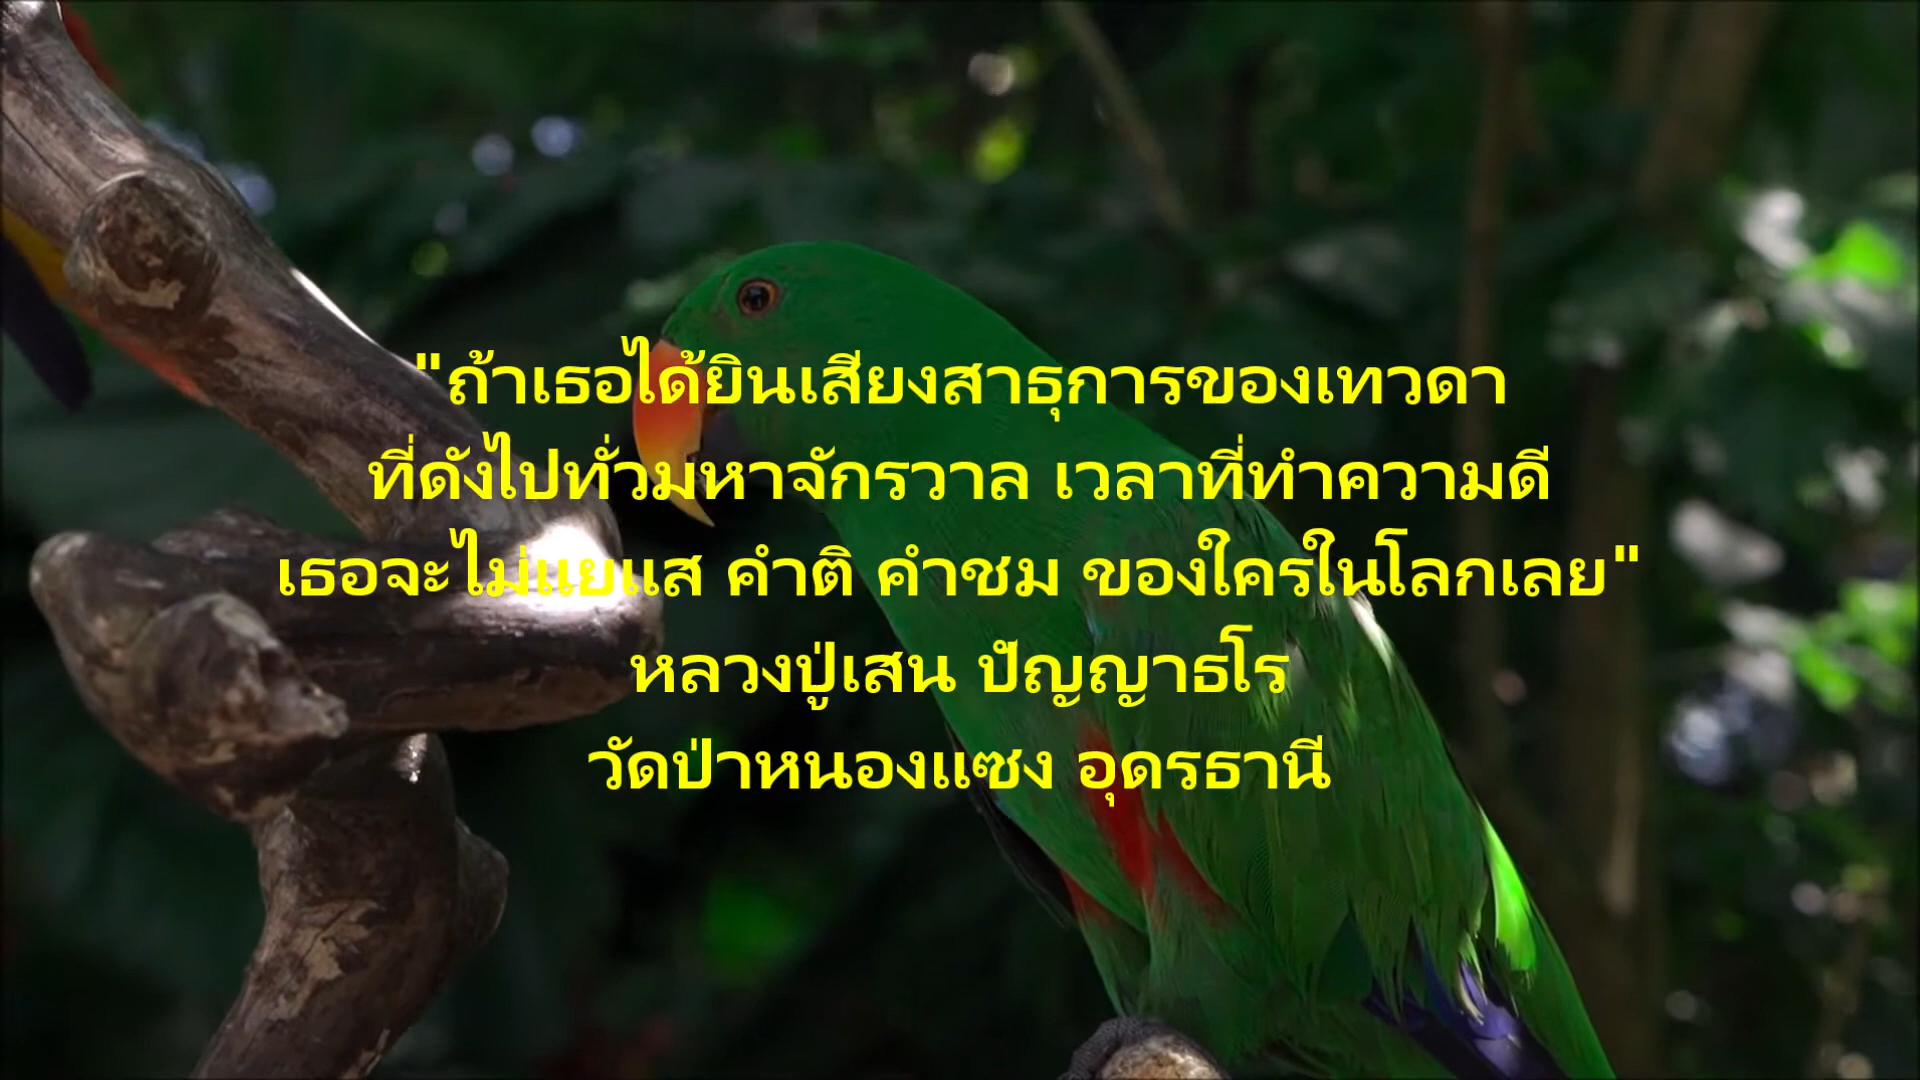 "ถ้าเธอได้ยินเสียงสาธุการของเทวดา
ที่ดังไปทั่วมหาจักรวาล เวลาที่ทำความดี
เธอจะไม่แยแส คำติ คำชม ของใครในโลกเลย"
หลวงปู่เสน ปัญญาธโร
วัดป่าหนองแซง อุดรธานี